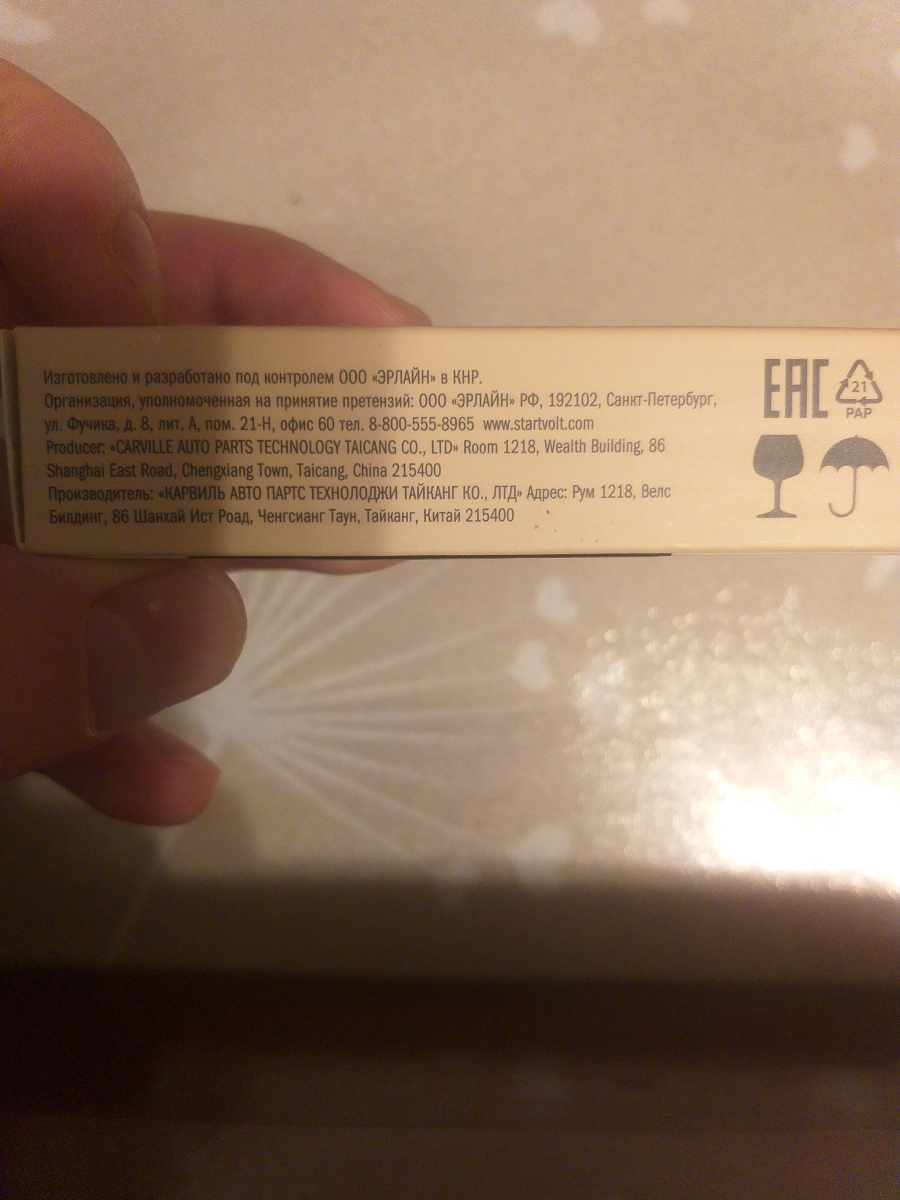 Изготовлено и разработано под контролем ООО «ЭРЛАЙН» в КНР.
Организация, уполномоченная на принятие претензий: ООО «ЭРЛАЙН» РФ, 192102, Санкт-Петербург,
ул. Фучика, д. 8, лит. А, пом. 21-Н, офис 60 тел. 8-800-555-8965 www.startvolt.com
Producer: «CARVILLE AUTO PARTS TECHNOLOGY TAICANG CO., LTD» Room 1218, Wealth Building, 86
Shanghai East Road, Chengxiang Town, Taicang, China 215400
Производитель: «КАРВИЛЬ АВТО ПАРТС ТЕХНОЛОДЖИ ТАЙКАНГ КО., ЛТД» Адрес: Рум 1218, Велс
Билдинг, 86 Шанхай Ист Роад, Ченгсианг Таун, Тайканг, Китай 215400
EAC
21
PAP